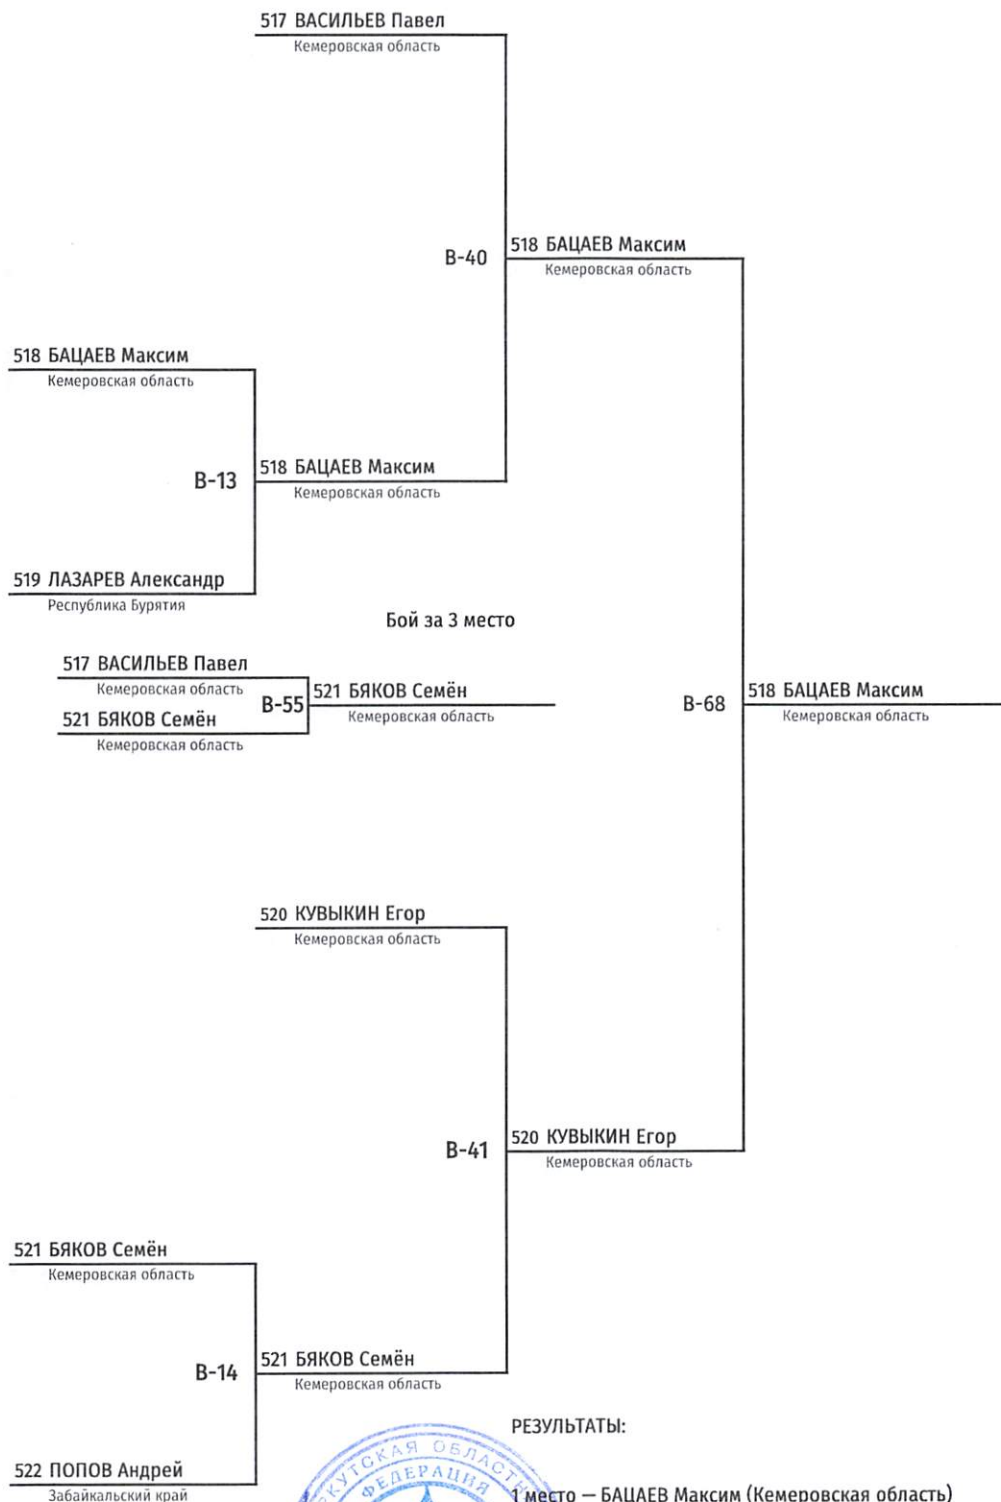 517 ВАСИЛЬЕВ Павел
Кемеровская область
В-40
518 БАЦАЕВ Максим
Кемеровская область
518 БАЦАЕВ Максим
Кемеровская область
В-13
518 БАЦАЕВ Максим
Кемеровская область
519 ЛАЗАРЕВ Александр
Республика Бурятия
Бой за 3 место
517 ВАСИЛЬЕВ Павел
Кемеровская область
В-55
521 БЯКОВ Семён
Кемеровская область
521 БЯКОВ Семён
Кемеровская область
В-68
518 БАЦАЕВ Максим
Кемеровская область
520 КУВЫКИН Егор
Кемеровская область
В-41
520 КУВЫКИН Егор
Кемеровская область
521 БЯКОВ Семён
Кемеровская область
В-14
521 БЯКОВ Семён
Кемеровская область
522 ПОПОВ Андрей
Забайкальский край
РЕЗУЛЬТАТЫ:
ФЕДЕРАЦИЯ
1 место — БАЦАЕВ Максим (Кемеровская область)